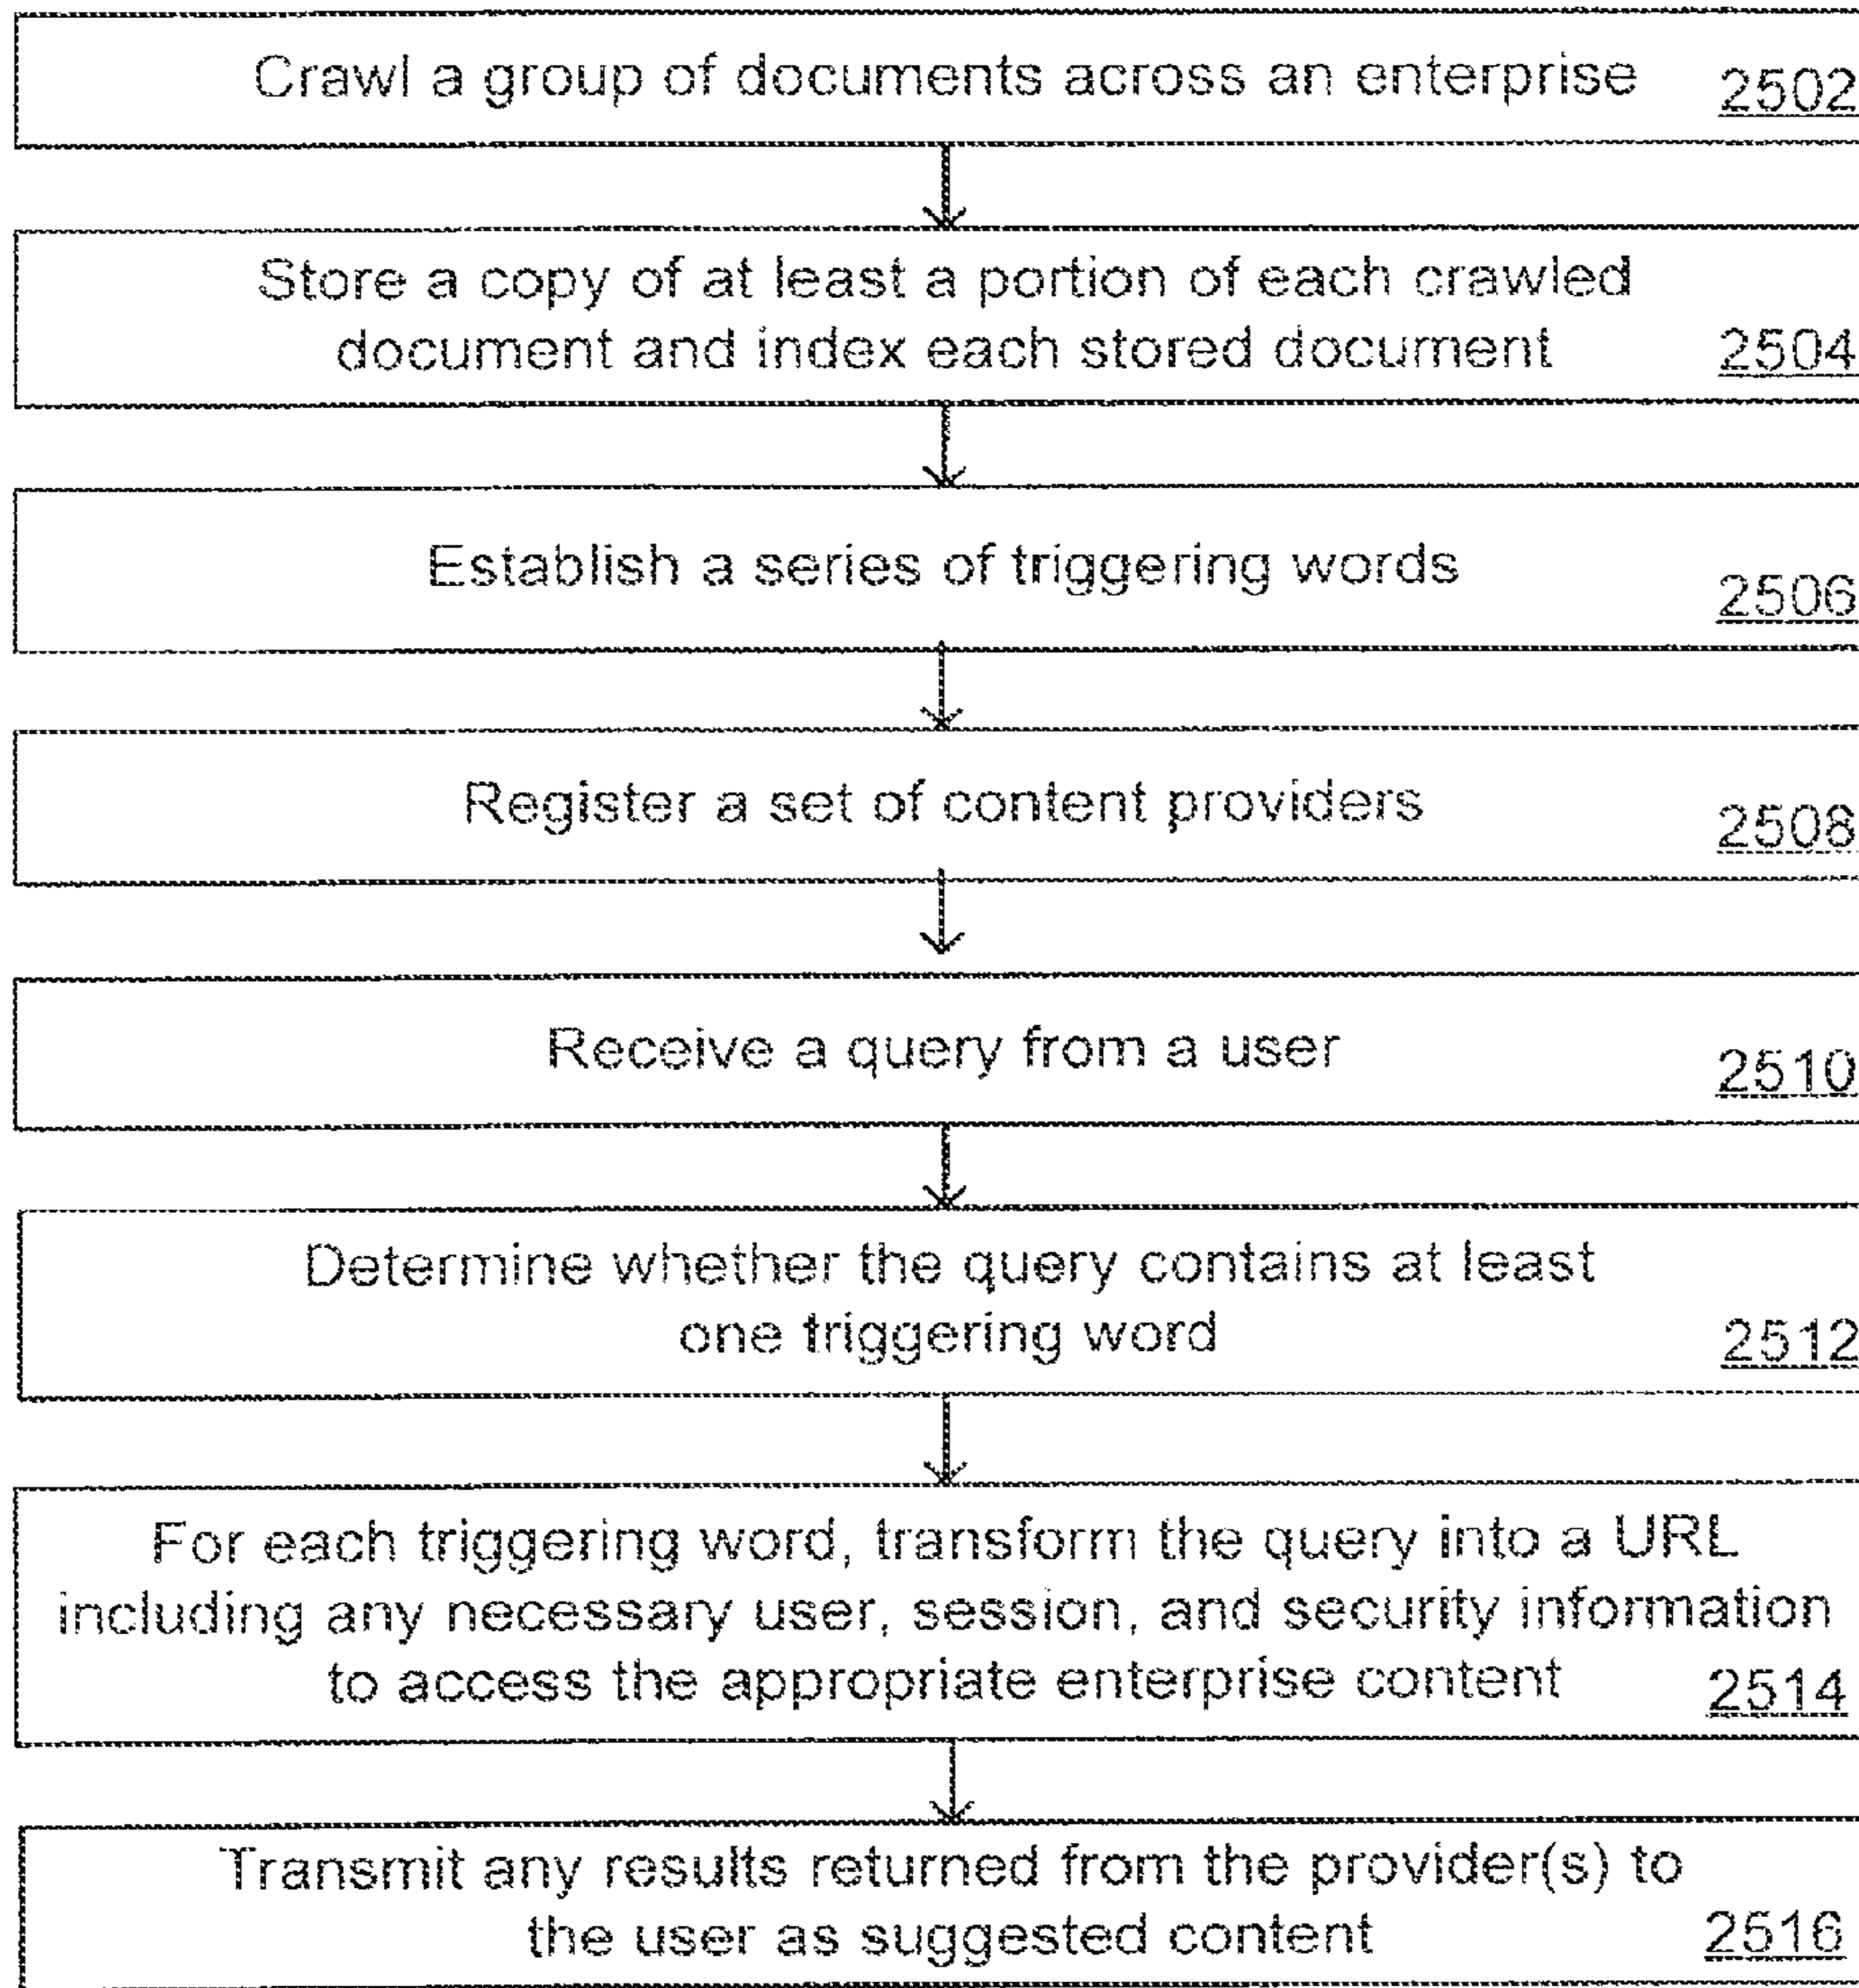 Crawl a group of documents across an enterprise 2502
Store a copy of at least a portion of each crawled
document and index each stored document 2504
Establish a series of triggering words 2506
Register a set of content providers 2508
Receive a query from a user 2510
Determine whether the query contains at least
one triggering word 2512
For each triggering word, transform the query into a URL
including any necessary user, session, and security information
to access the appropriate enterprise content 2514
Transmit any results returned from the provider(s) to
the user as suggested content 2516